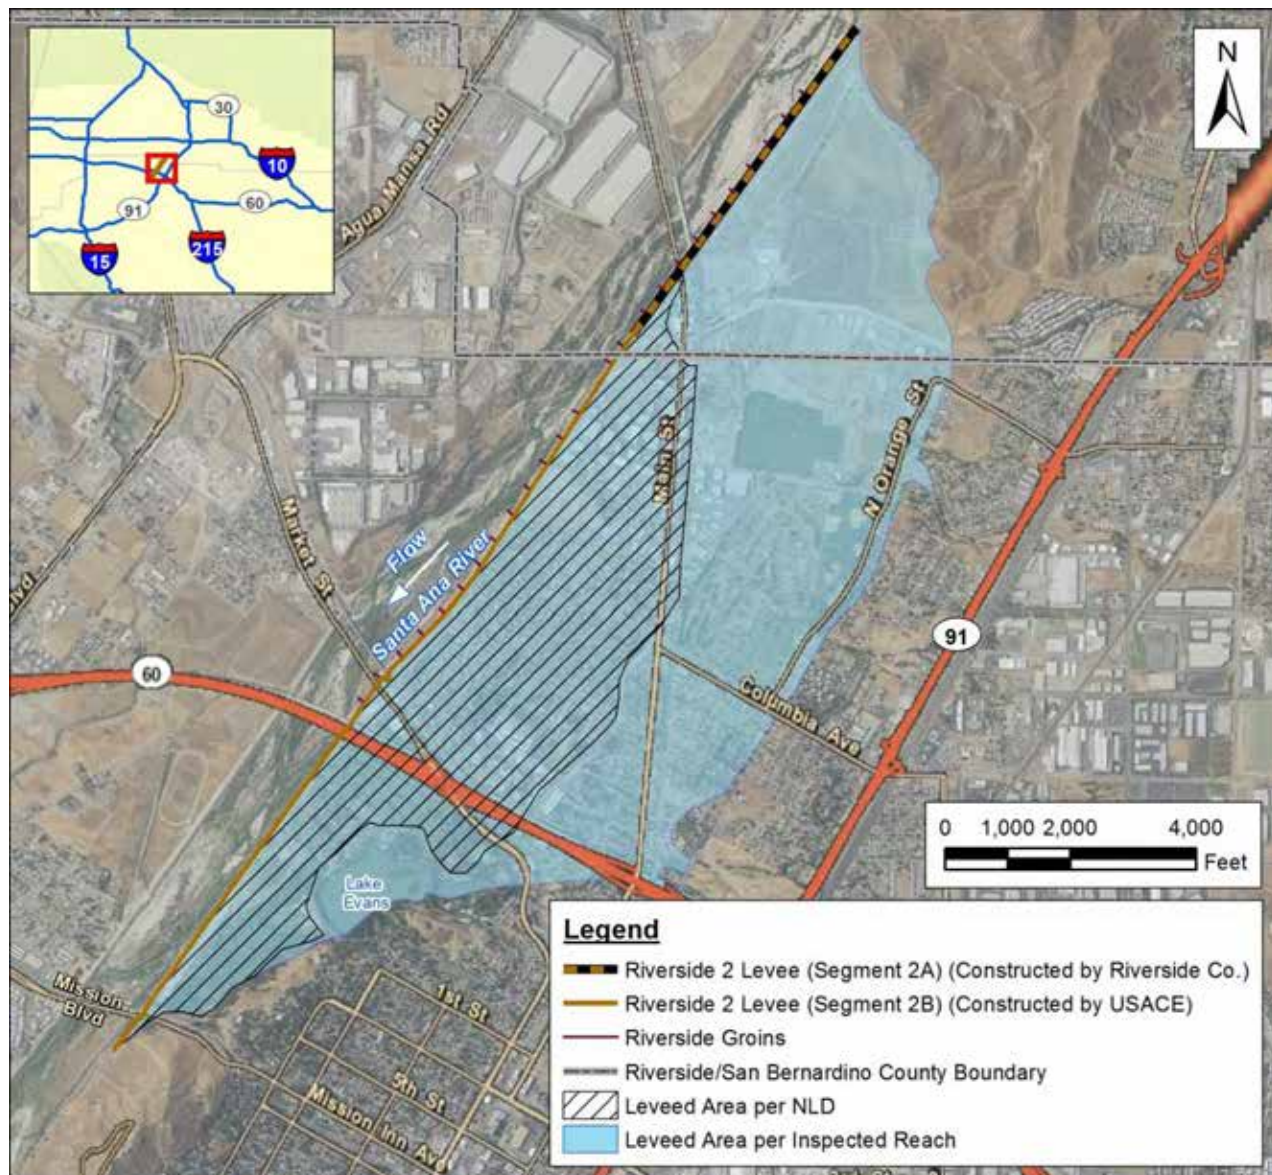 30
10
91
60
15
215
N
Agua Mansa Rd
Main St
N Orange St
Market St
Flow
Santa Ana River
lvd
60
91
Columbia Ave
Lake
Evans
Mission
Blvd
1st St
5th St
Mission Inn Ave
0 1,000 2,000 4,000
Feet
Legend
Riverside 2 Levee (Segment 2A) (Constructed by Riverside Co.)
Riverside 2 Levee (Segment 2B) (Constructed by USACE)
Riverside Groins
Riverside/San Bernardino County Boundary
Leveed Area per NLD
Leveed Area per Inspected Reach